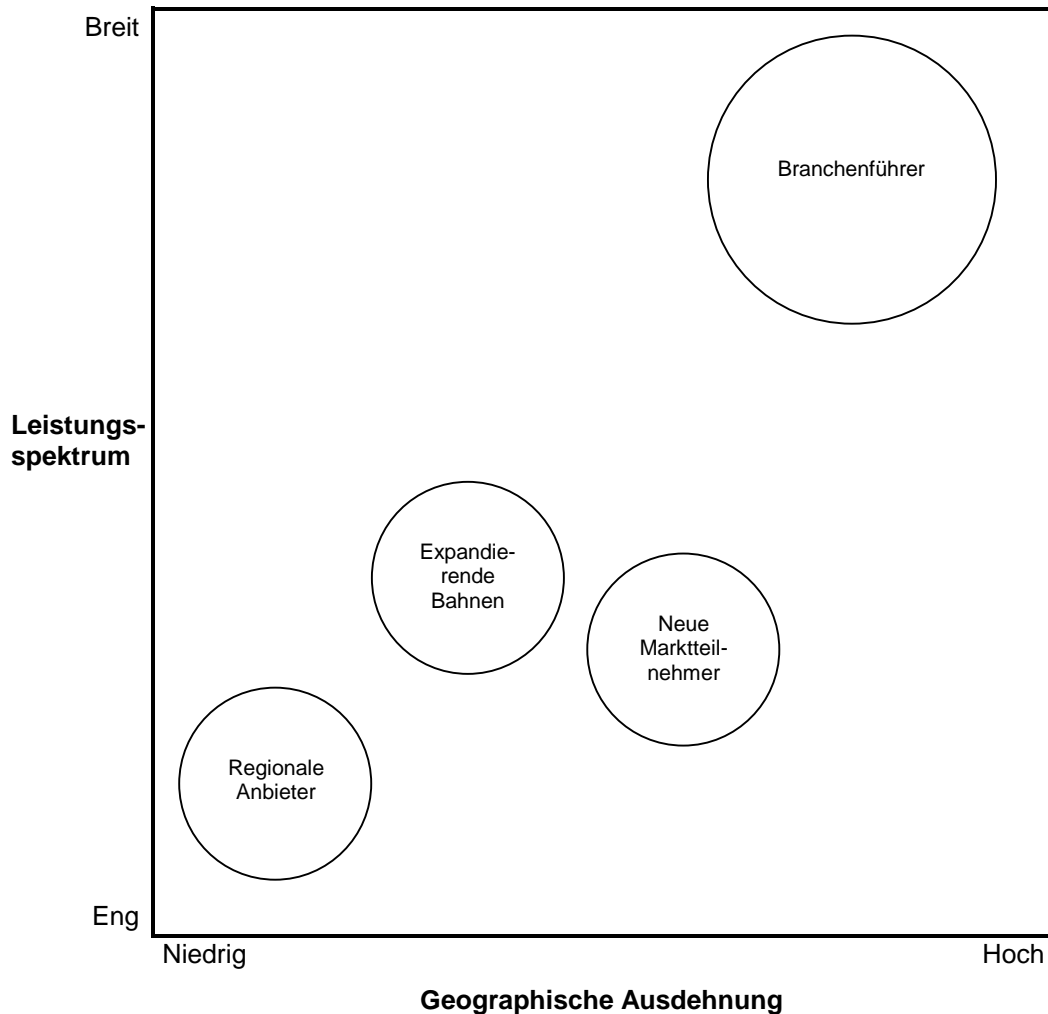 Breit
Branchenführer
Leistungs-
spektrum
Expandie-
rende
Bahnen
Neue
Marktteil-
nehmer
Regionale
Anbieter
Eng
Niedrig
Hoch
Geographische Ausdehnung